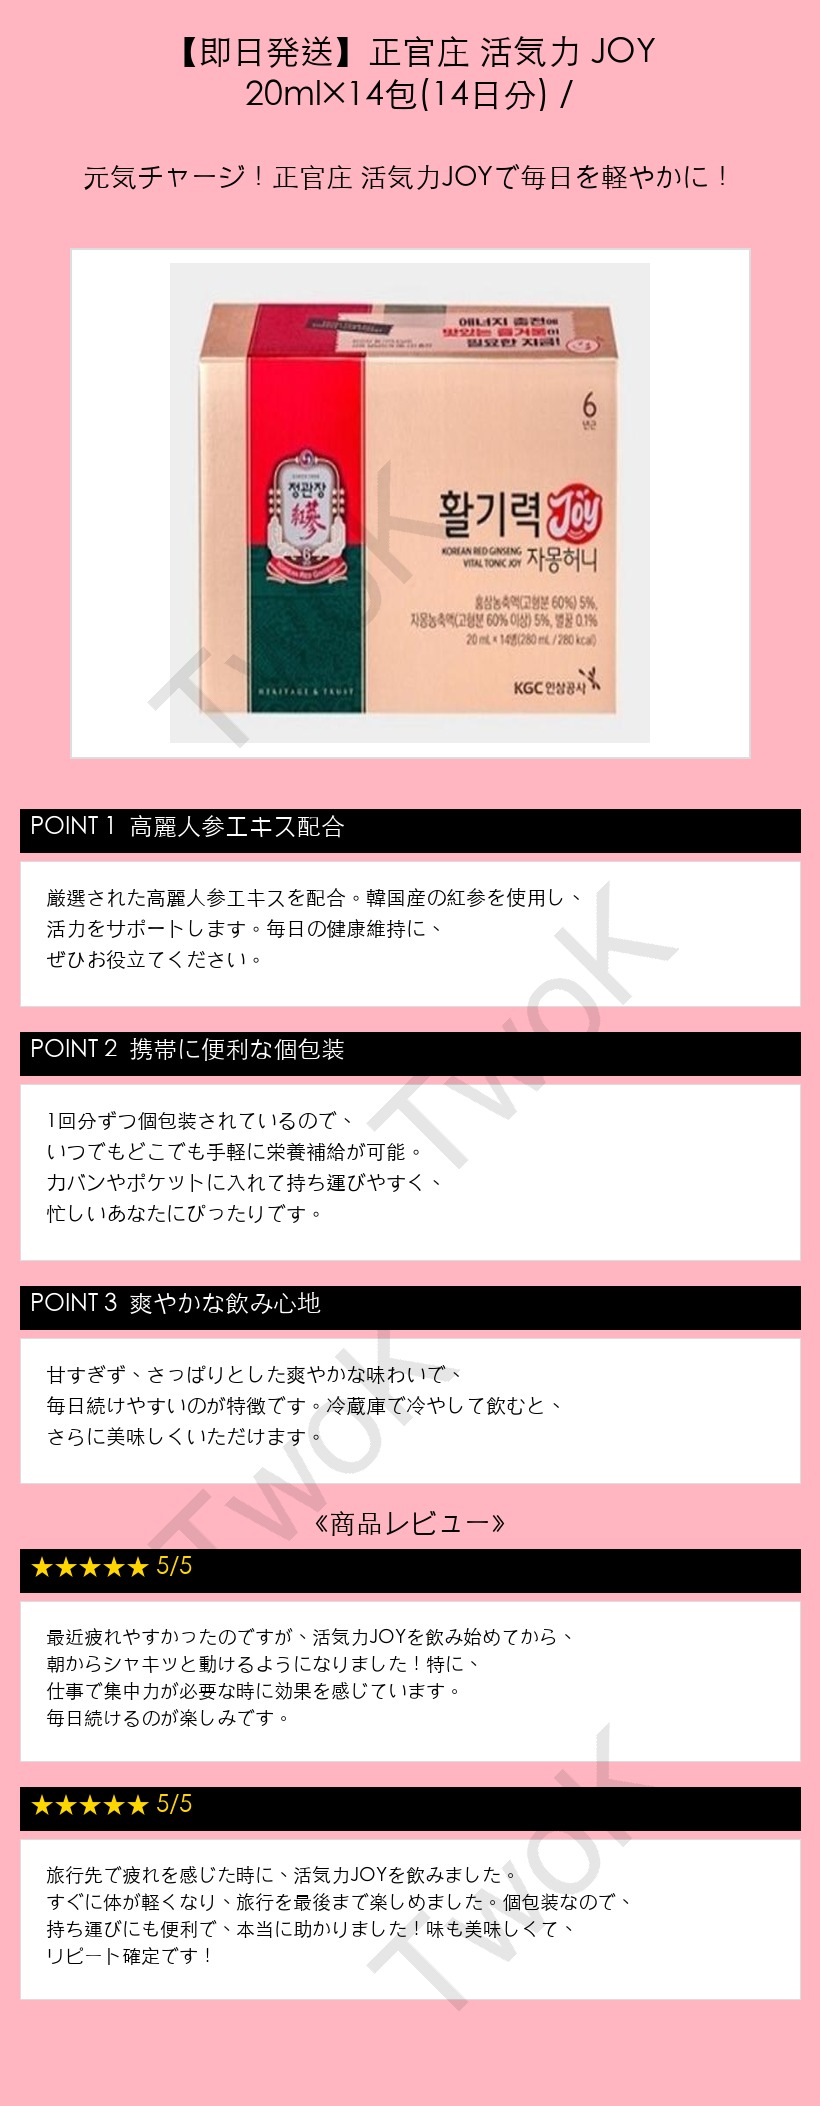 【即日発送】正官庄 活気力 JOY
20ml×14包(14日分) /
元気チャージ！正官庄 活気力JOYで毎日を軽やかに！
에너지 충전에
맛있는 즐거움이
필요한 지금!
6
년근
정관장
紅蔘
6
KOREAN RED GINSENG
활기력 Joy
KOREAN RED GINSENG
VITAL TONIC JOY 자몽허니
홍삼농축액(고형분 60%) 5%,
자몽농축액(고형분 60% 이상) 5%, 벌꿀 0.1%
20 mL × 14병(280 mL / 280 kcal)
HERITAGE & TRUST
KGC 인삼공사
TwoK
POINT 1 高麗人参エキス配合
厳選された高麗人参エキスを配合。韓国産の紅参を使用し、
活力をサポートします。毎日の健康維持に、
ぜひお役立てください。
TwoK
POINT 2 携帯に便利な個包装
1回分ずつ個包装されているので、
いつでもどこでも手軽に栄養補給が可能。
カバンやポケットに入れて持ち運びやすく、
忙しいあなたにぴったりです。
POINT 3 爽やかな飲み心地
甘すぎず、さっぱりとした爽やかな味わいで、
毎日続けやすいのが特徴です。冷蔵庫で冷やして飲むと、
さらに美味しくいただけます。
TwoK
《商品レビュー》
★★★★★ 5/5
最近疲れやすかったのですが、活気力JOYを飲み始めてから、
朝からシャキッと動けるようになりました！特に、
仕事で集中力が必要な時に効果を感じています。
毎日続けるのが楽しみです。
★★★★★ 5/5
旅行先で疲れを感じた時に、活気力JOYを飲みました。
すぐに体が軽くなり、旅行を最後まで楽しめました。個包装なので、
持ち運びにも便利で、本当に助かりました！味も美味しくて、
リピート確定です！
TwoK